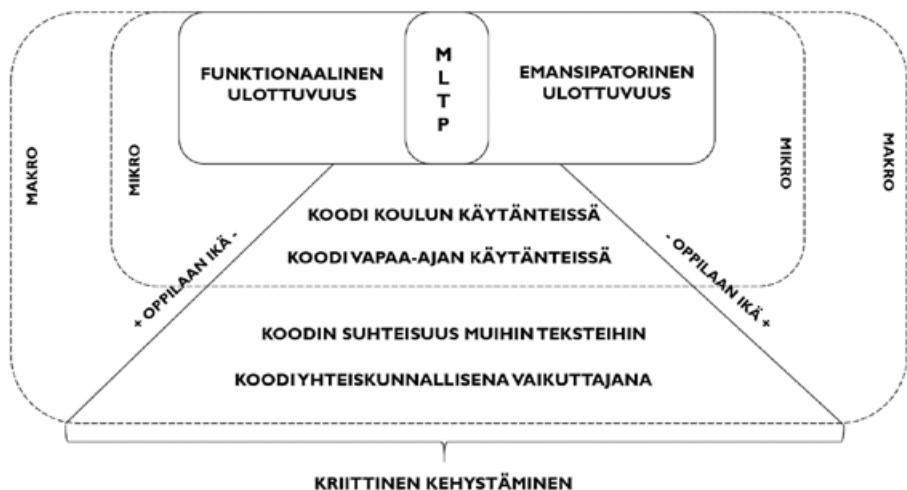 FUNKTIONAALINEN
ULOTTUVUUS
M
L
T
P
EMANSIPATORINEN
ULOTTUVUUS
MAKRO
MIKRO
MIKRO
MAKRO
KOODI KOULUN KÄYTÄNTEISSÄ
KOODI VAPAA-AJAN KÄYTÄNTEISSÄ
+ OPPILAAN IKÄ -
- OPPILAAN IKÄ +
KOODIN SUHTEISUUS MUIHIN TEKSTEIHIN
KOODI YHTEISKUNNALLISENA VAIKUTTAJANA
KRIITTINEN KEHYSTÄMINEN